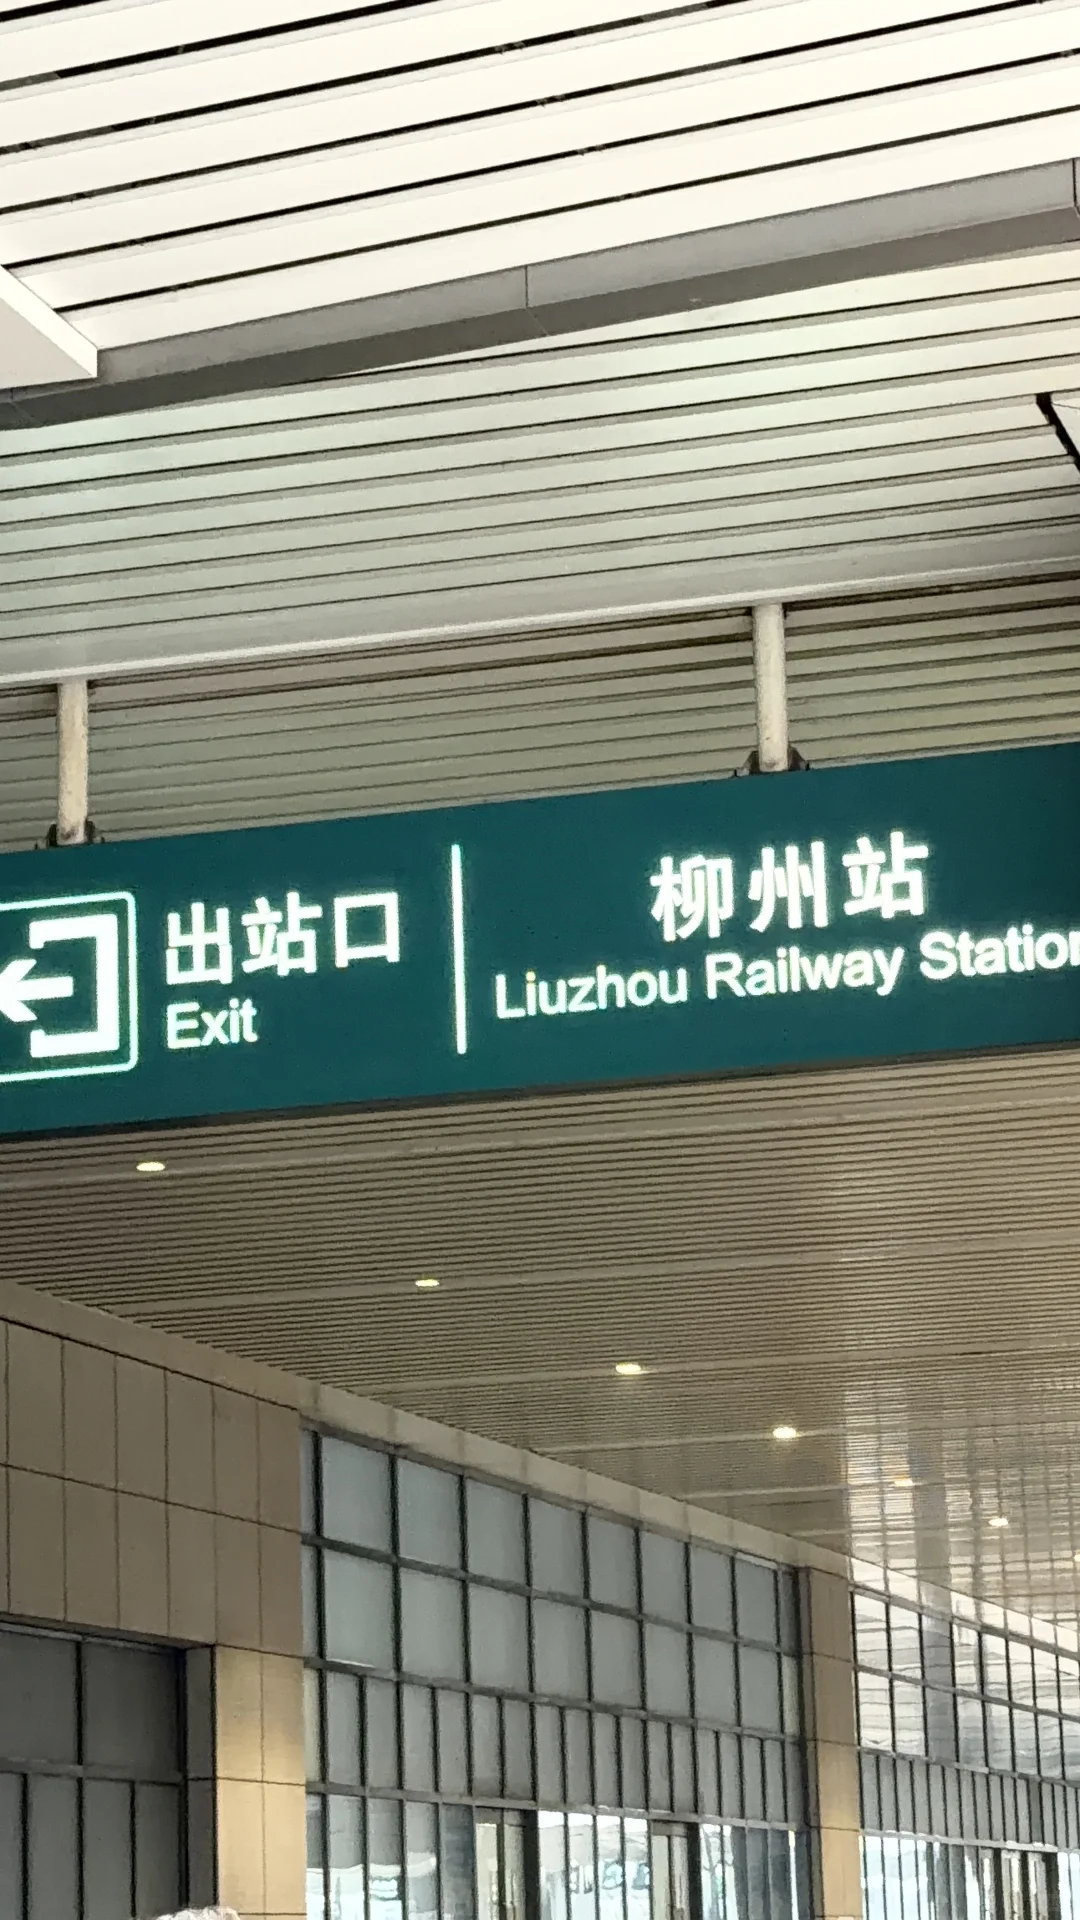 出站口
Exit
柳州站
Liuzhou Railway Station